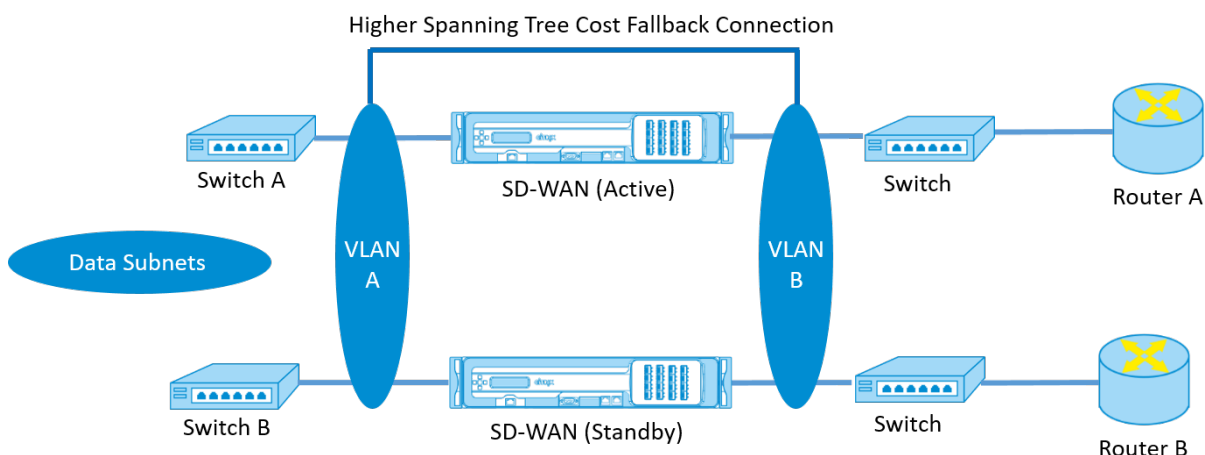 Higher Spanning Tree Cost Fallback Connection
Switch A
SD-WAN (Active)
Switch
Router A
Data Subnets
VLAN
A
VLAN
B
Switch B
SD-WAN (Standby)
Switch
Router B